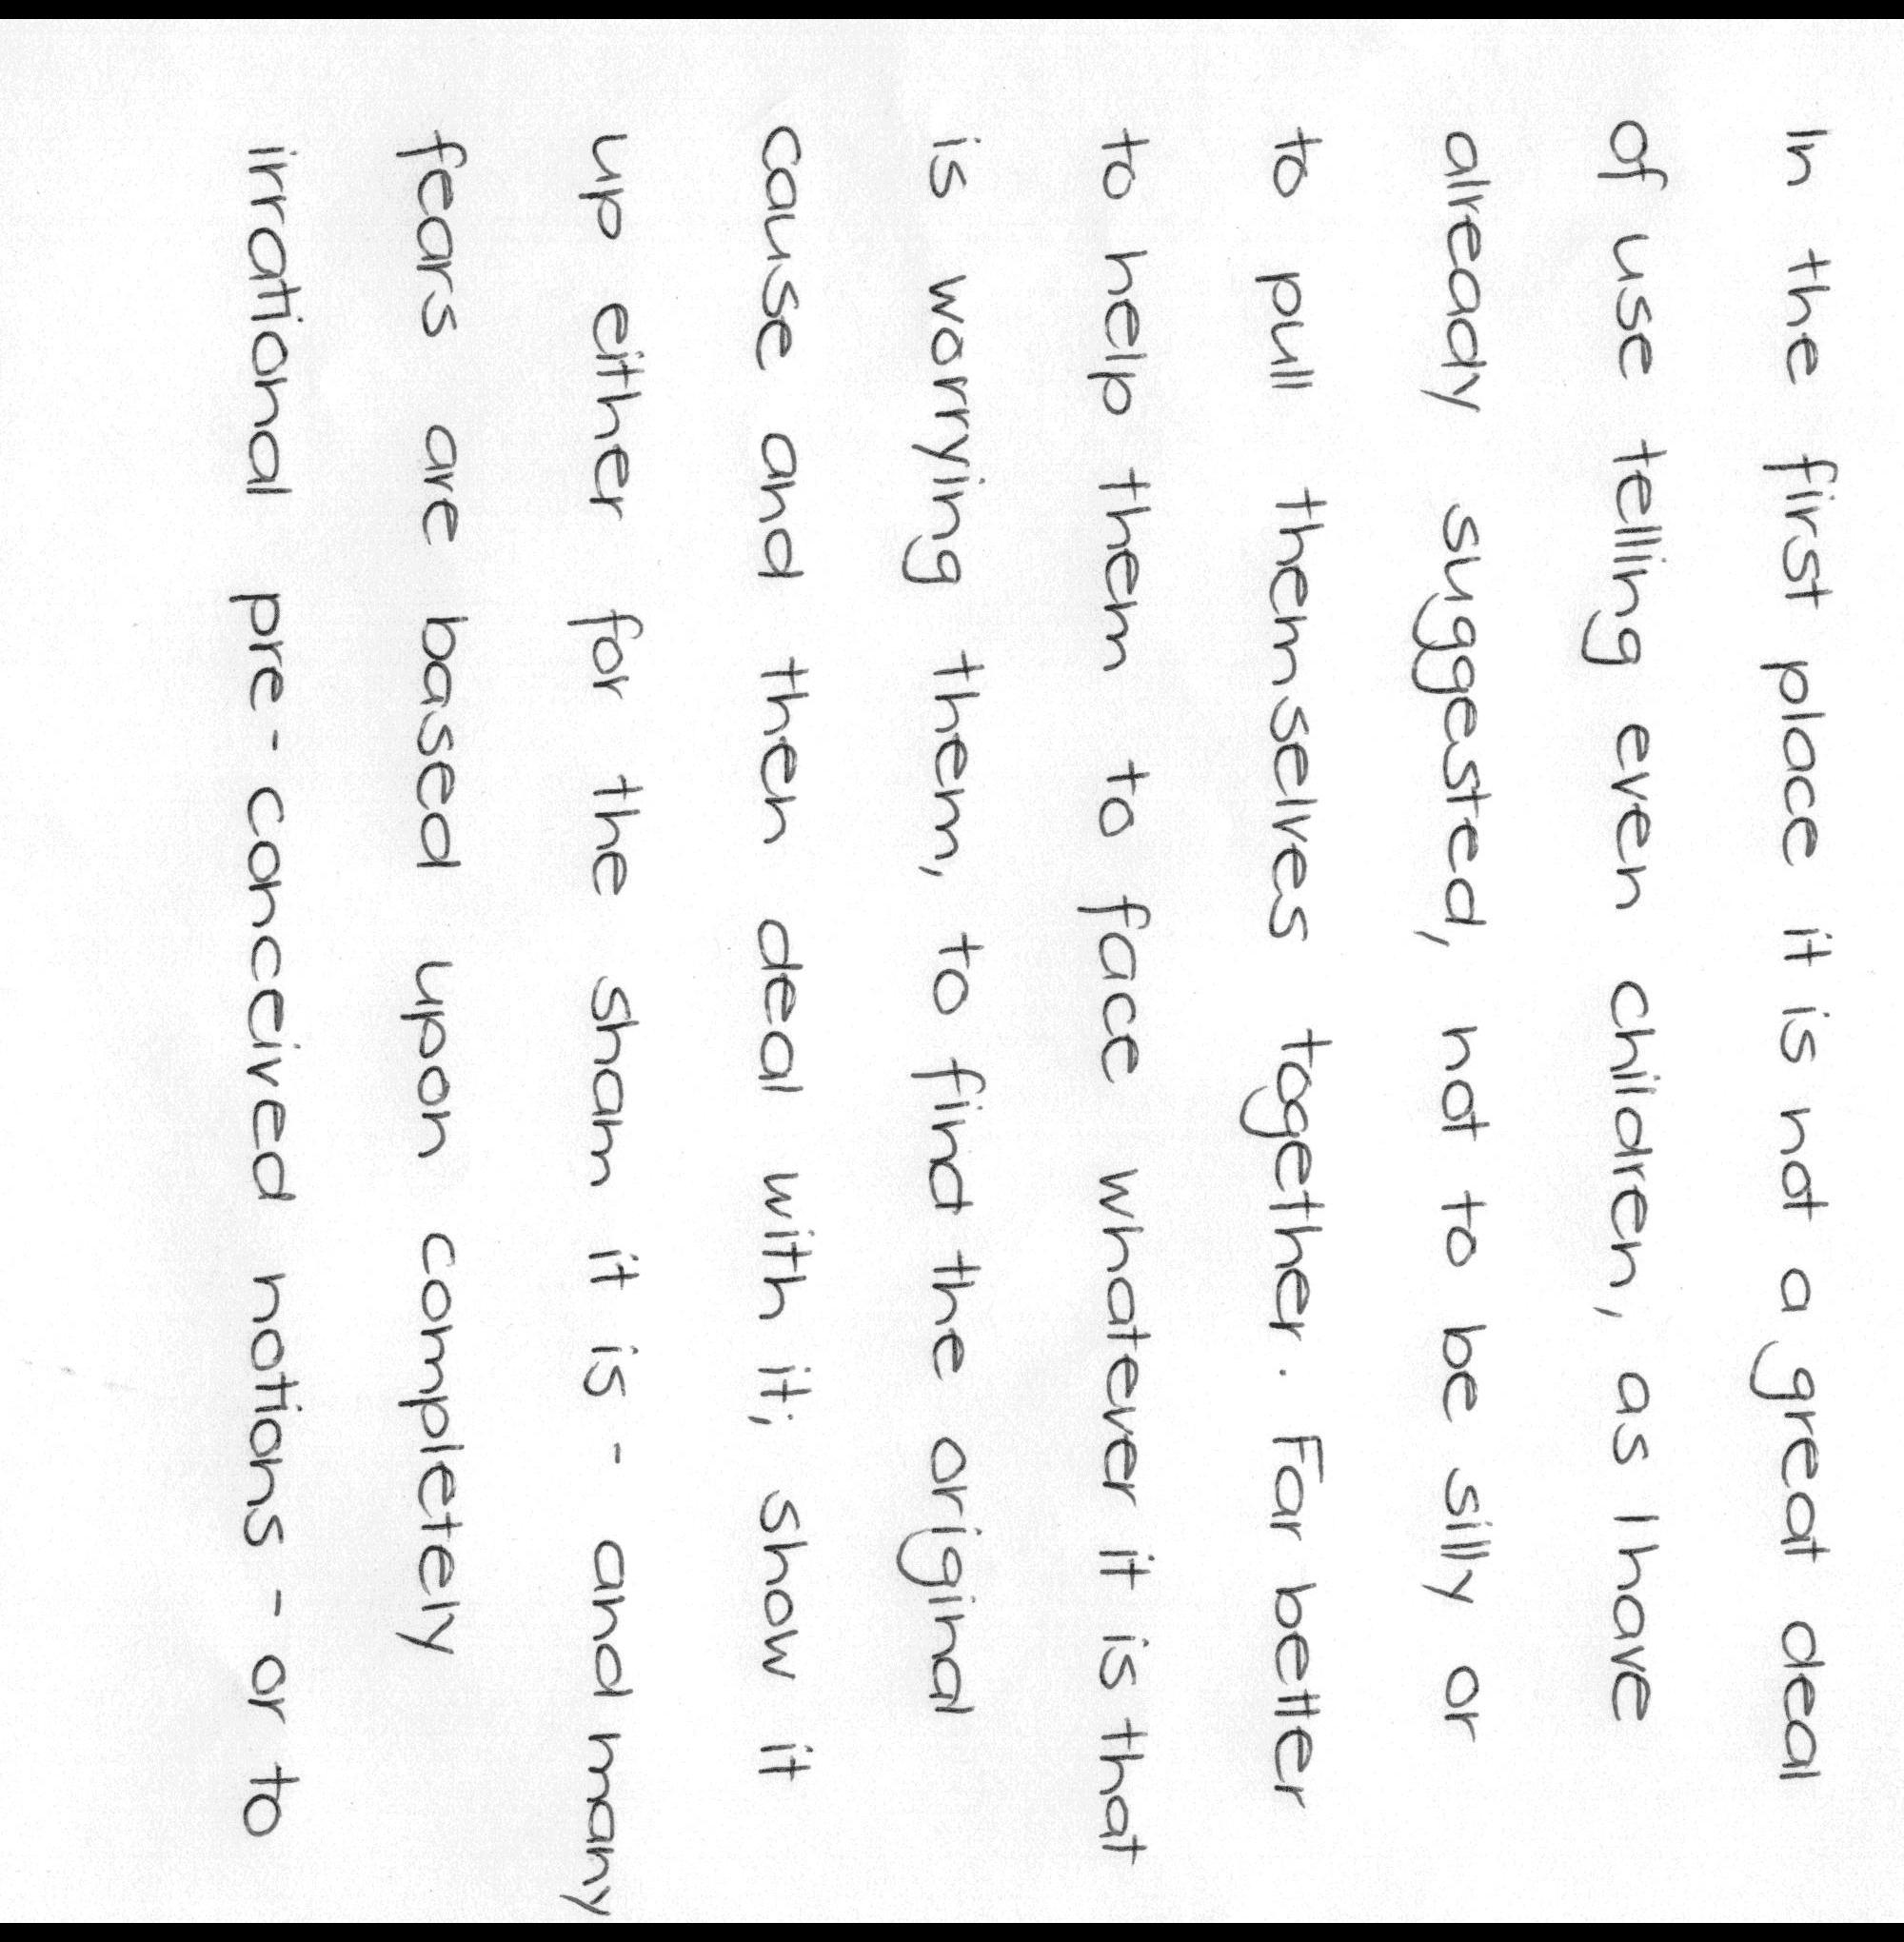 In the first place it is not a great deal
of use telling even children, as I have
already suggested, not to be silly or
to pull themselves together. Far better
to help them to face whatever it is that
is worrying them, to find the original
cause and then deal with it; show it
up either for the sham it is - and many
fears are based upon completely
irrational pre-conceived notions - or to